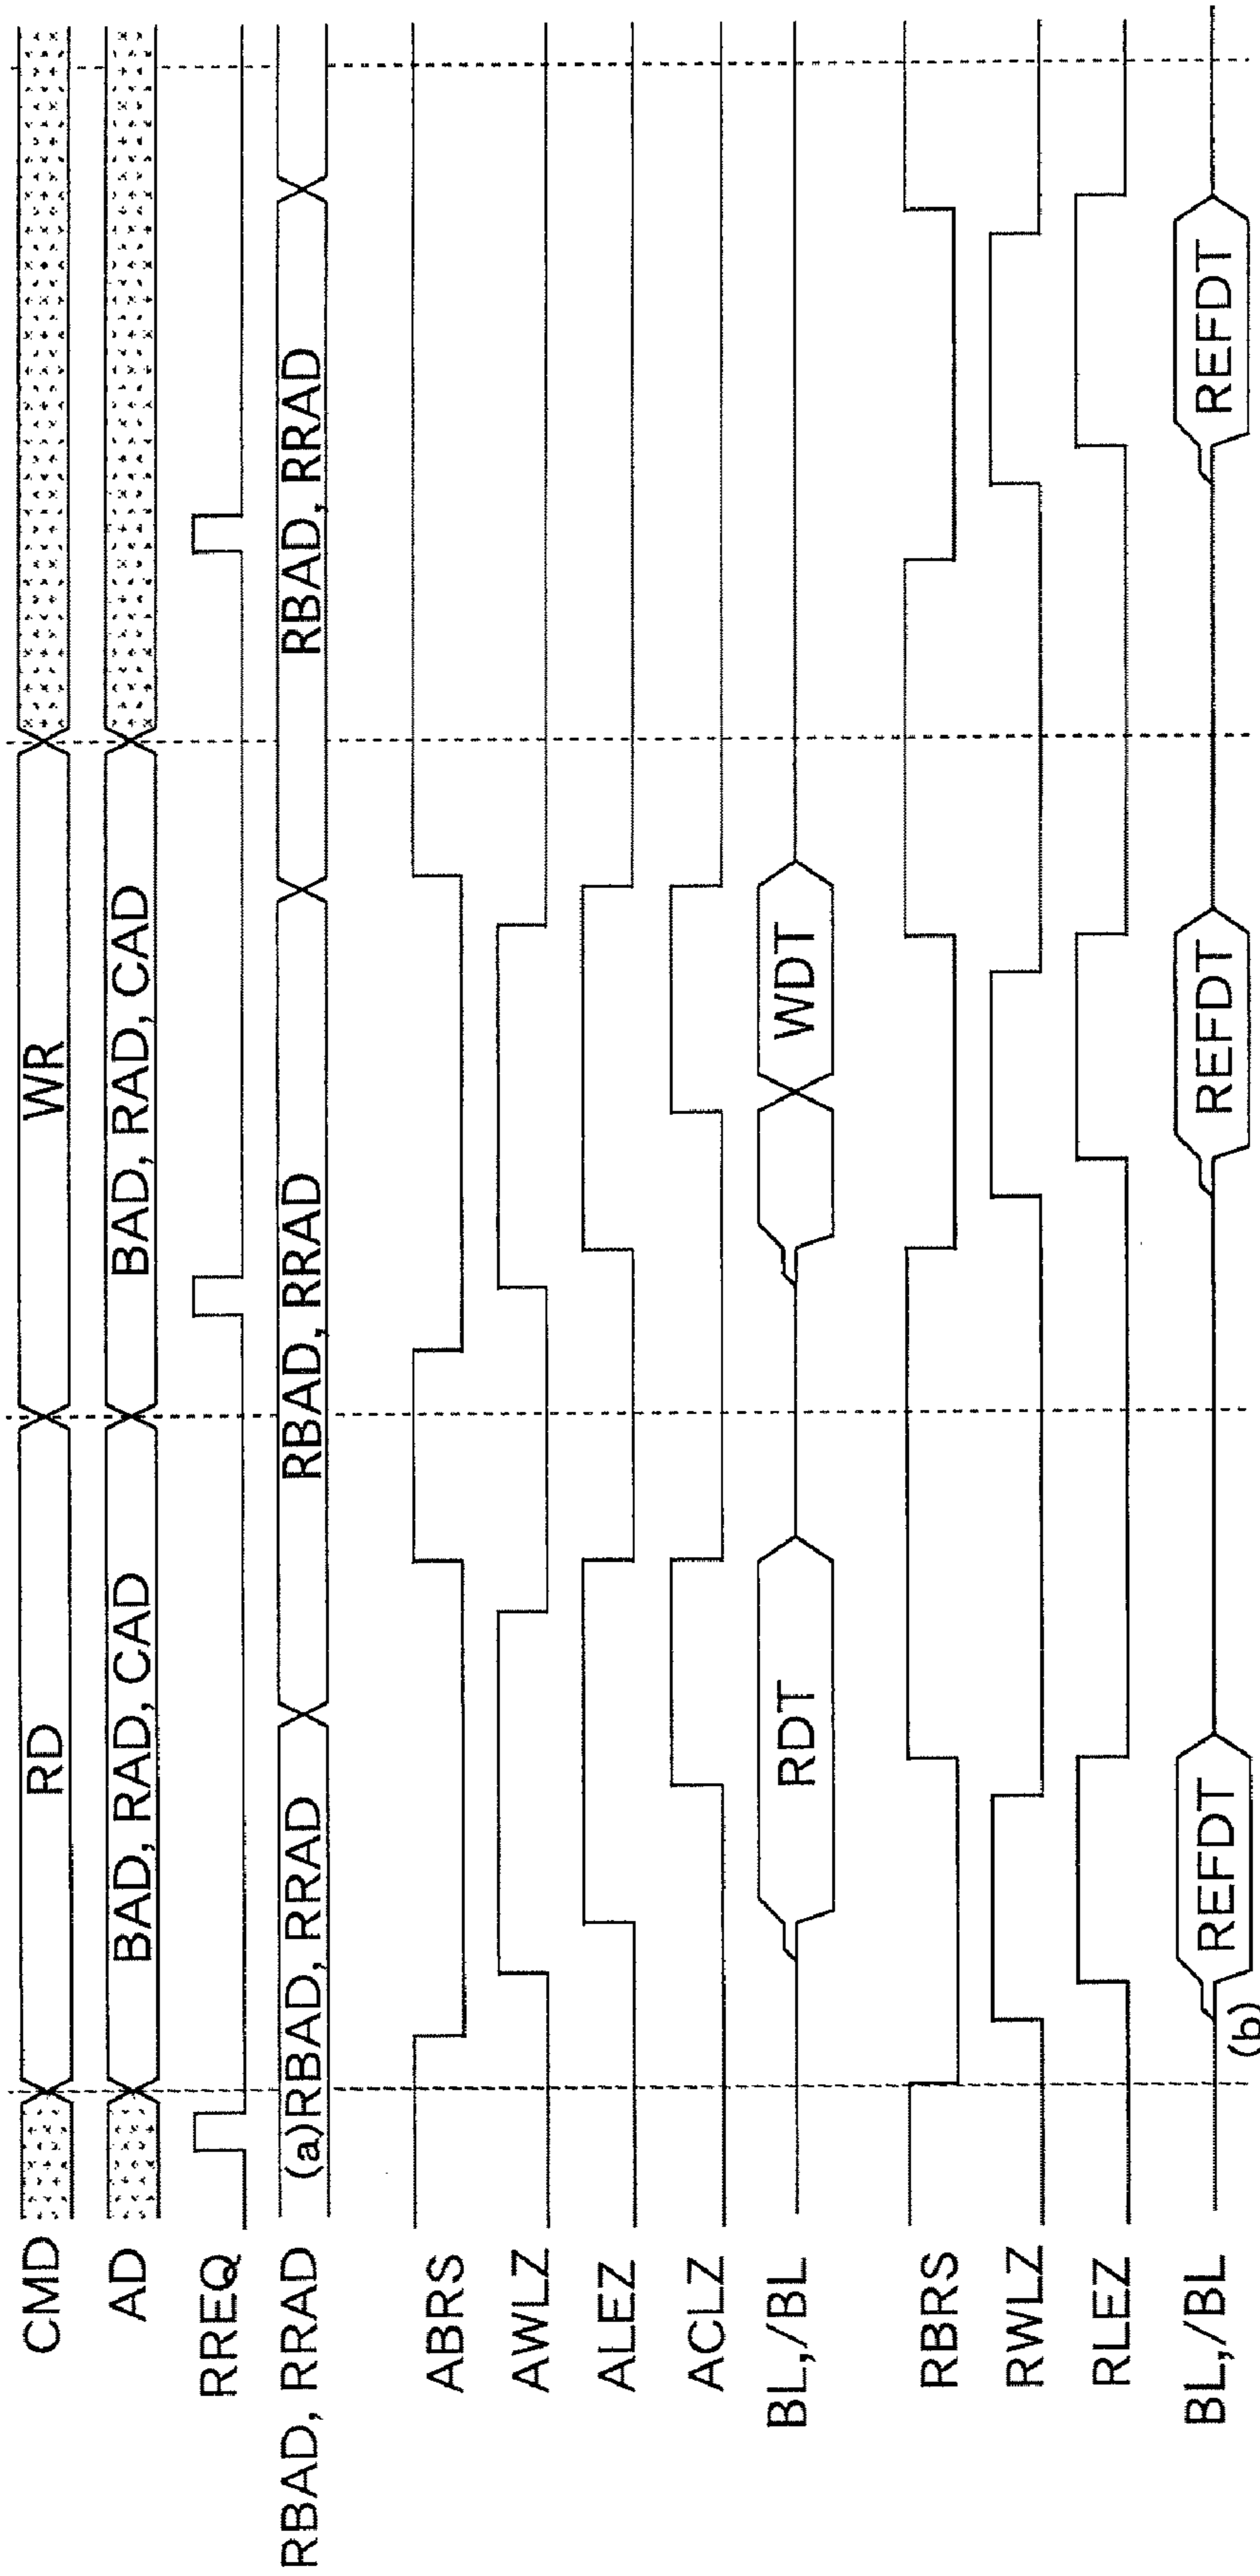 CMD RD WR
AD BAD, RAD, CAD BAD, RAD, CAD
RREQ
RBAD, RRAD (a)RBAD, RRAD RBAD, RRAD RBAD, RRAD
ABRS
AWLZ
ALEZ
ACLZ
BL,/BL RDT WDT
RBRS
RWLZ
RLEZ
BL,/BL REFDT REFDT REFDT
(b)